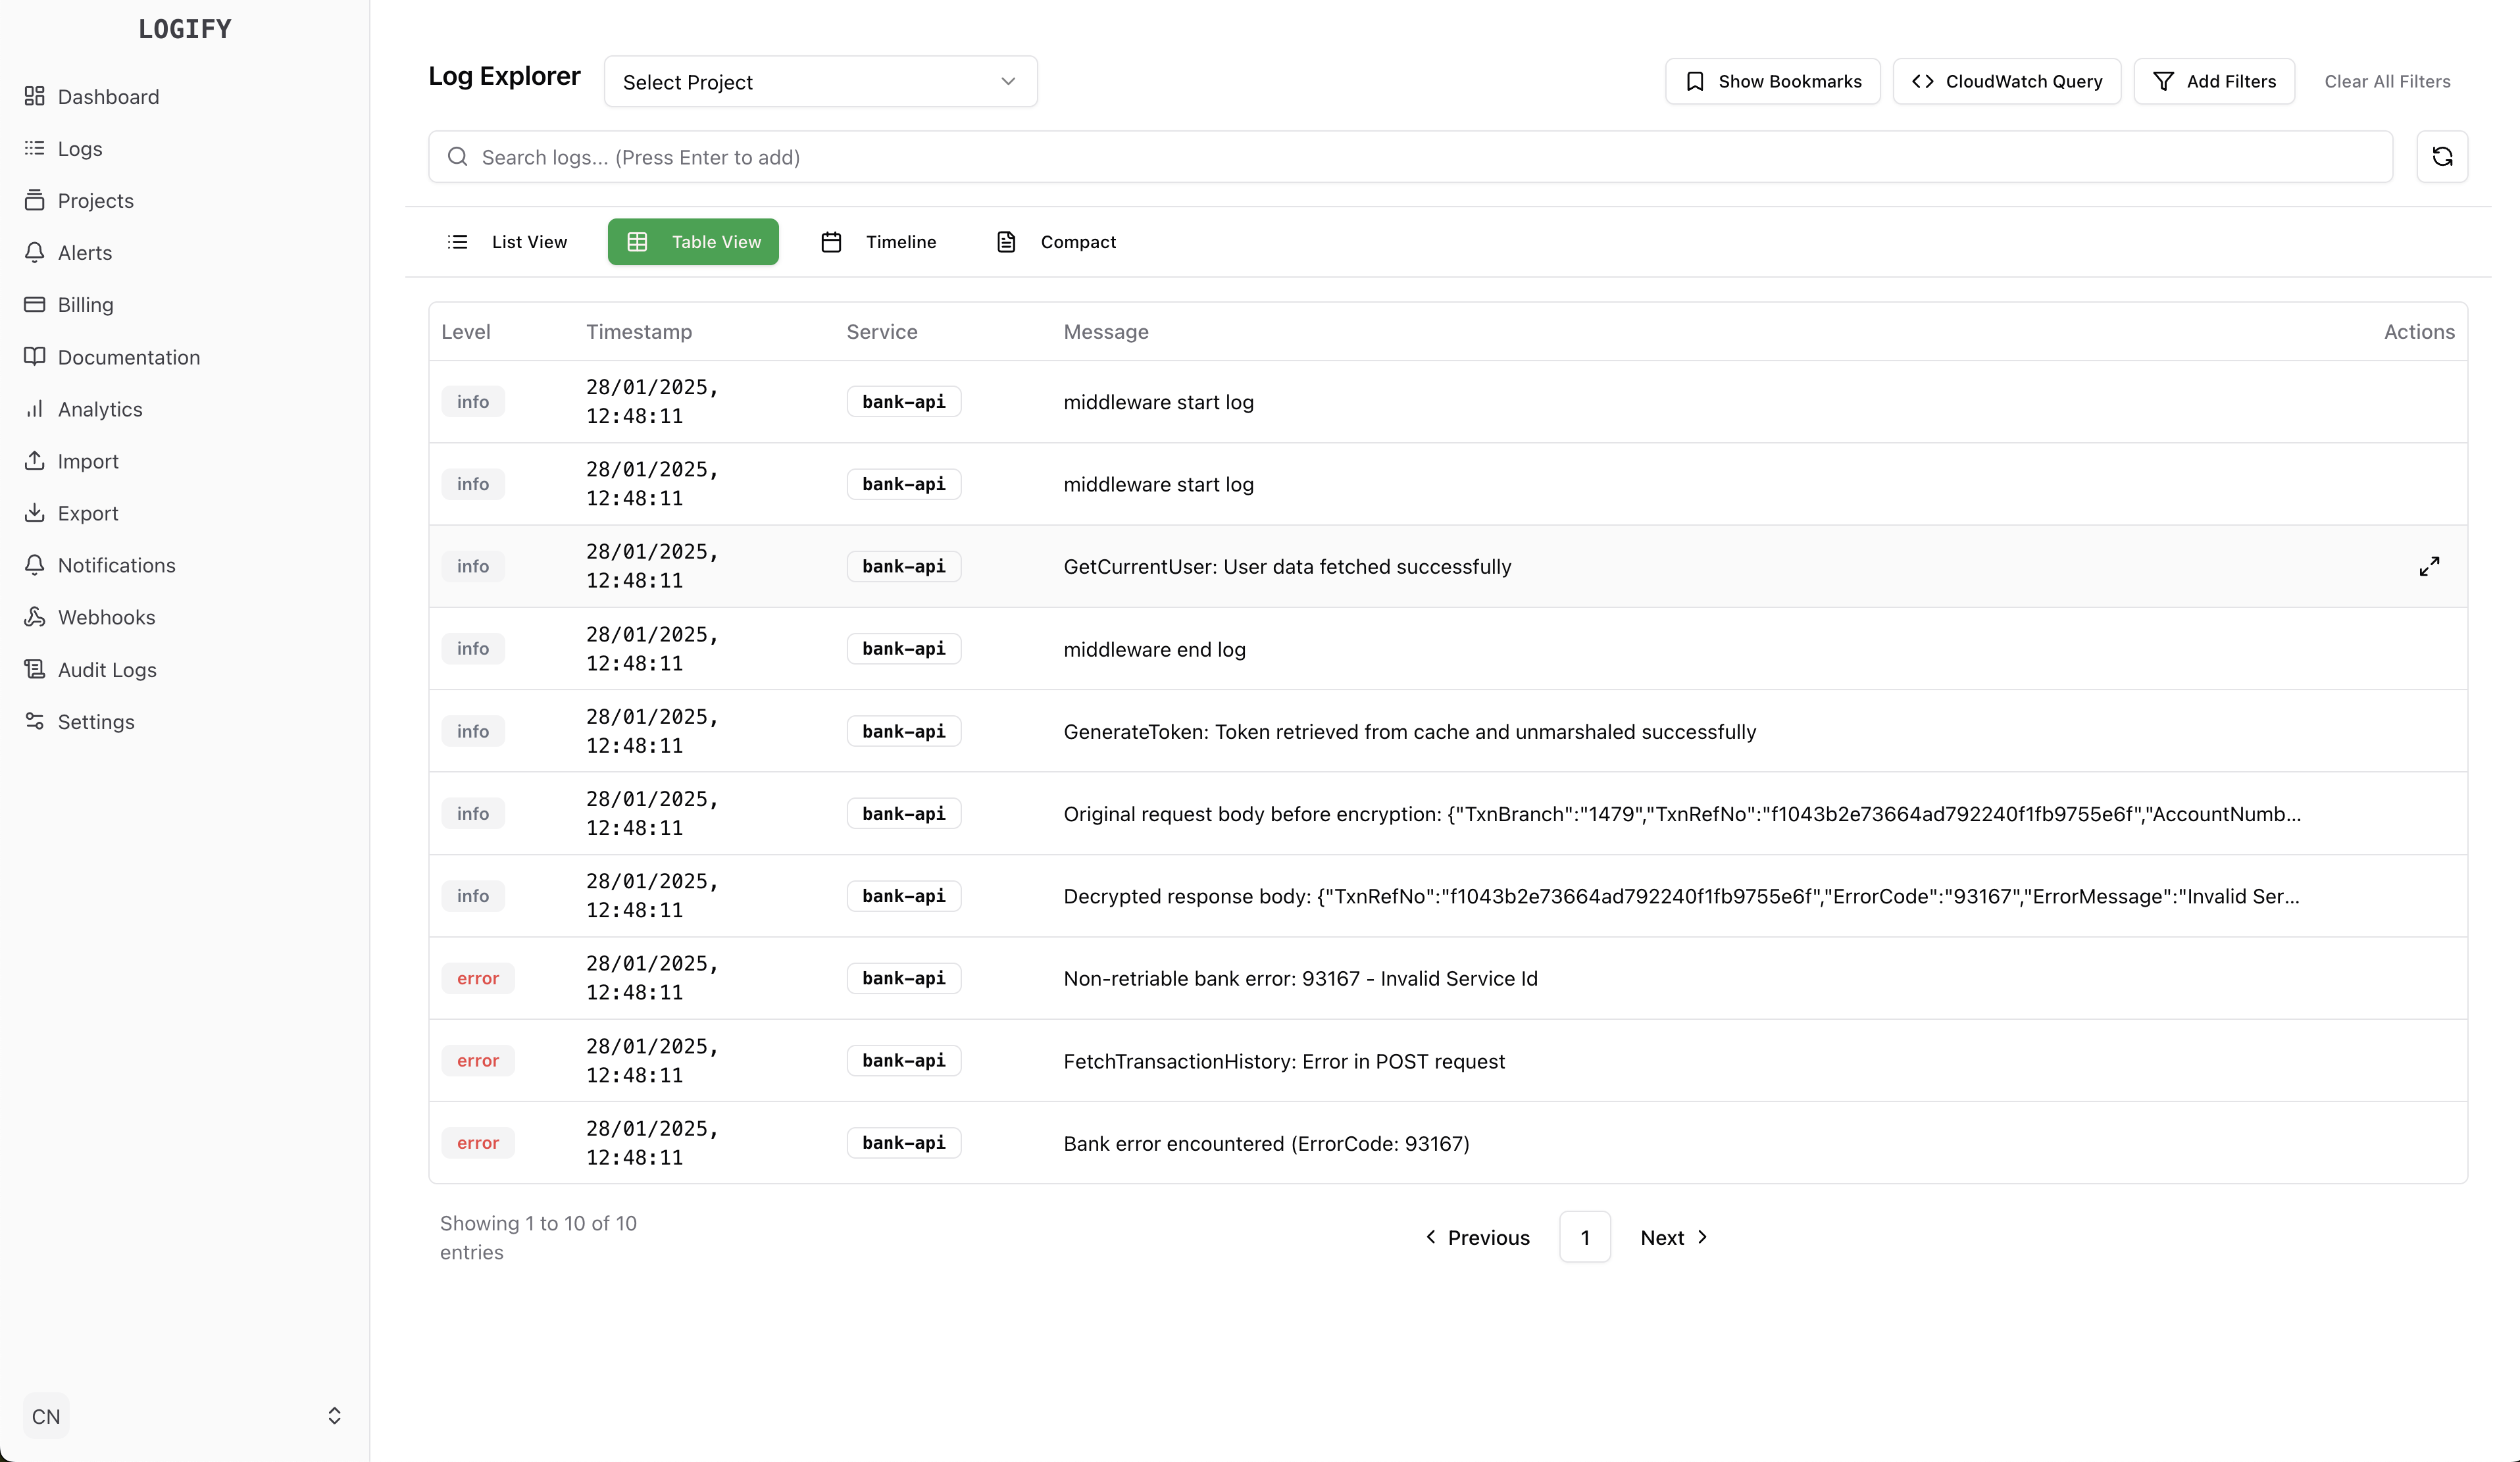 LOGIFY
Dashboard
Logs
Projects
Alerts
Billing
Documentation
Analytics
Import
Export
Notifications
Webhooks
Audit Logs
Settings
CN
Log Explorer
Select Project
Show Bookmarks
CloudWatch Query
Add Filters
Clear All Filters
Search logs... (Press Enter to add)
List View
Table View
Timeline
Compact
Level Timestamp Service Message Actions
info 28/01/2025, 12:48:11 bank-api middleware start log
info 28/01/2025, 12:48:11 bank-api middleware start log
info 28/01/2025, 12:48:11 bank-api GetCurrentUser: User data fetched successfully
info 28/01/2025, 12:48:11 bank-api middleware end log
info 28/01/2025, 12:48:11 bank-api GenerateToken: Token retrieved from cache and unmarshaled successfully
info 28/01/2025, 12:48:11 bank-api Original request body before encryption: {"TxnBranch":"1479","TxnRefNo":"f1043b2e73664ad792240f1fb9755e6f","AccountNumb...
info 28/01/2025, 12:48:11 bank-api Decrypted response body: {"TxnRefNo":"f1043b2e73664ad792240f1fb9755e6f","ErrorCode":"93167","ErrorMessage":"Invalid Ser...
error 28/01/2025, 12:48:11 bank-api Non-retriable bank error: 93167 - Invalid Service Id
error 28/01/2025, 12:48:11 bank-api FetchTransactionHistory: Error in POST request
error 28/01/2025, 12:48:11 bank-api Bank error encountered (ErrorCode: 93167)
Showing 1 to 10 of 10
entries
Previous 1 Next